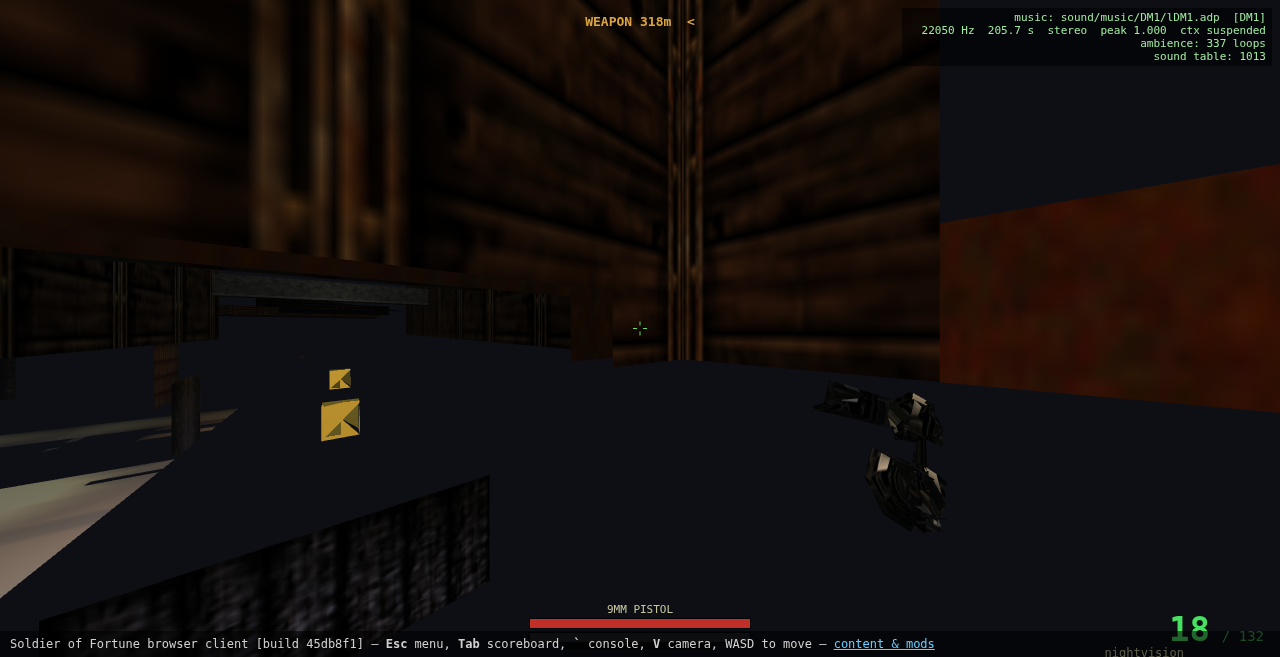 WEAPON 318m <
music: sound/music/DM1/lDM1.adp [DM1]
22050 Hz 205.7 s stereo peak 1.000 ctx suspended
ambience: 337 loops
sound table: 1013
9MM PISTOL
18 / 132
Soldier of Fortune browser client [build 45db8f1] — Esc menu, Tab scoreboard, ` console, V camera, WASD to move — content & mods
nightvision